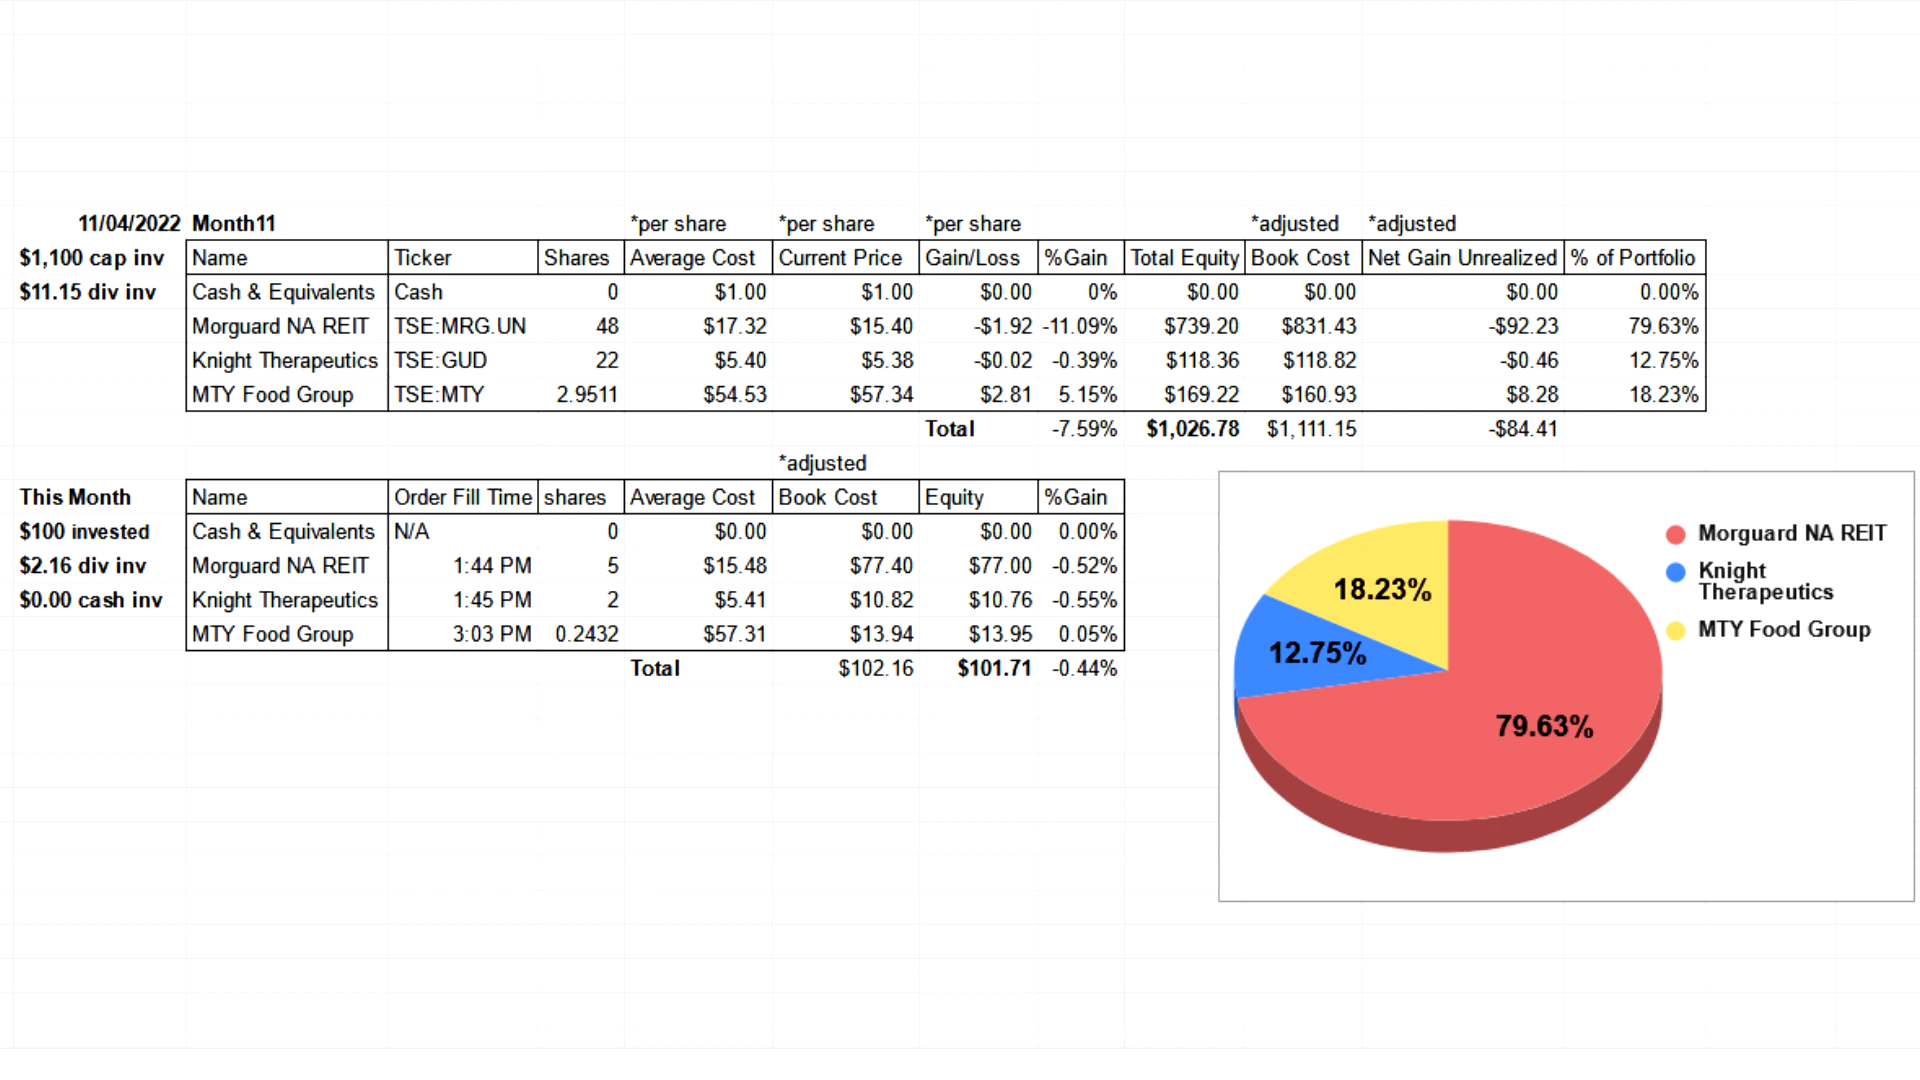 11/04/2022 Month11 *per share *per share *per share *adjusted *adjusted
$1,100 cap inv Name Ticker Shares Average Cost Current Price Gain/Loss %Gain Total Equity Book Cost Net Gain Unrealized % of Portfolio
$11.15 div inv Cash & Equivalents Cash 0 $1.00 $1.00 $0.00 0% $0.00 $0.00 $0.00 0.00%
Morguard NA REIT TSE:MRG.UN 48 $17.32 $15.40 -$1.92 -11.09% $739.20 $831.43 -$92.23 79.63%
Knight Therapeutics TSE:GUD 22 $5.40 $5.38 -$0.02 -0.39% $118.36 $118.82 -$0.46 12.75%
MTY Food Group TSE:MTY 2.9511 $54.53 $57.34 $2.81 5.15% $169.22 $160.93 $8.28 18.23%
Total -7.59% $1,026.78 $1,111.15 -$84.41
*adjusted
This Month Name Order Fill Time shares Average Cost Book Cost Equity %Gain
$100 invested Cash & Equivalents N/A 0 $0.00 $0.00 $0.00 0.00%
$2.16 div inv Morguard NA REIT 1:44 PM 5 $15.48 $77.40 $77.00 -0.52%
$0.00 cash inv Knight Therapeutics 1:45 PM 2 $5.41 $10.82 $10.76 -0.55%
MTY Food Group 3:03 PM 0.2432 $57.31 $13.94 $13.95 0.05%
Total $102.16 $101.71 -0.44%
18.23%
12.75%
79.63%
Morguard NA REIT
Knight
Therapeutics
MTY Food Group